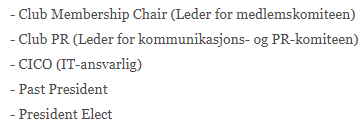 - Club Membership Chair (Leder for medlemskomiteen)
- Club PR (Leder for kommunikasjons- og PR-komiteen)
- CICO (IT-ansvarlig)
- Past President
- President Elect